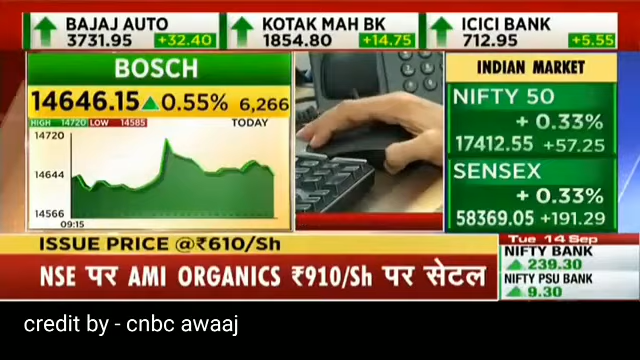 BAJAJ AUTO
3731.95 +32.40
KOTAK MAH BK
1854.80 +14.75
ICICI BANK
712.95 +5.55
BOSCH
14646.15 0.55% 6,266
HIGH 14720 LOW 14585 TODAY
14720
14644
14566
09:15
INDIAN MARKET
NIFTY 50
+ 0.33%
17412.55 +57.25
SENSEX
+ 0.33%
58369.05 +191.29
ISSUE PRICE @₹610/Sh
NSE पर AMI ORGANICS ₹910/Sh पर सेटल
Tue 14 Sep
NIFTY BANK
239.30
NIFTY PSU BANK
9.30
credit by - cnbc awaaj